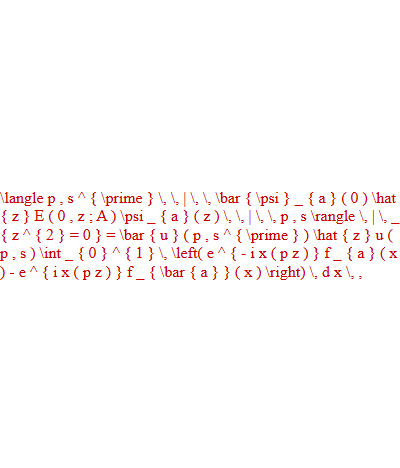 \langle p , s ^ { \prime } \, \, | \, \, \bar { \psi } _ { a } ( 0 ) \hat
{ z } E ( 0 , z ; A ) \psi _ { a } ( z ) \, \, | \, \, p , s \rangle \, | \, _
{ z ^ { 2 } = 0 } = \bar { u } ( p , s ^ { \prime } ) \hat { z } u (
p , s ) \int _ { 0 } ^ { 1 } \, \left( e ^ { - i x ( p z ) } f _ { a } ( x
) - e ^ { i x ( p z ) } f _ { \bar { a } } ( x ) \right) \, d x \, ,